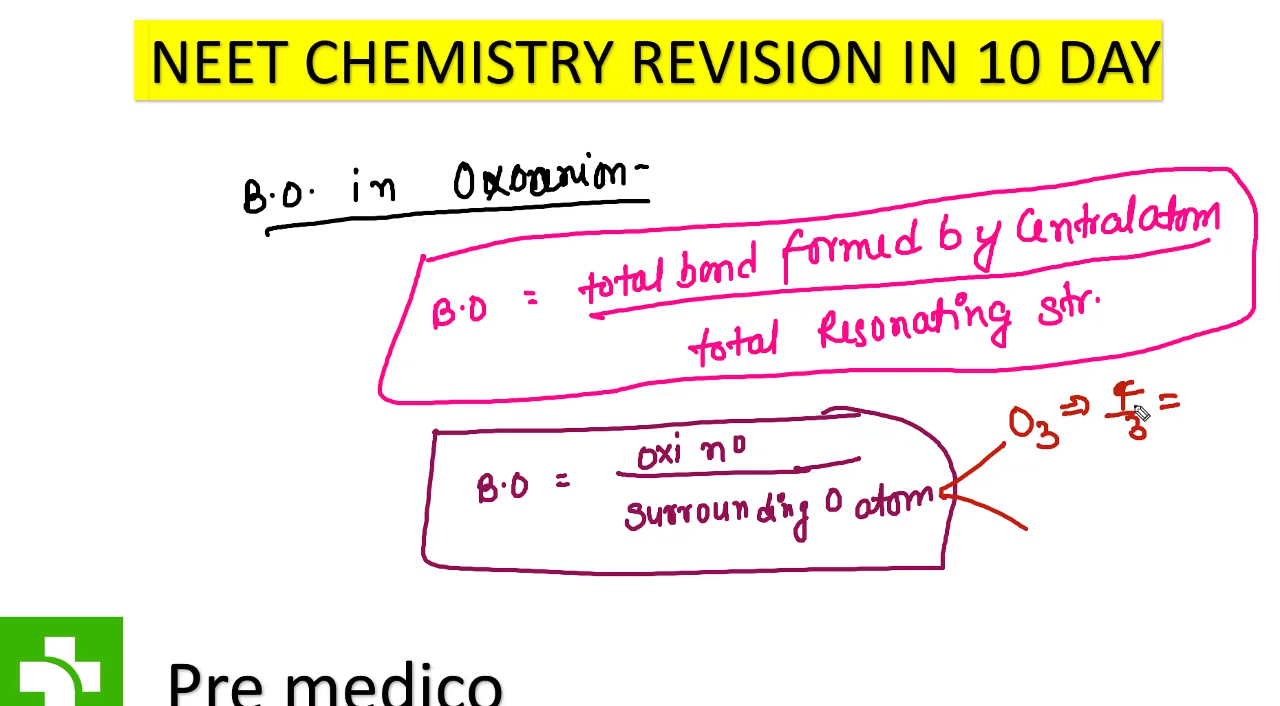 NEET CHEMISTRY REVISION IN 10 DAY
B.O. in Oxoanion-
B.O = total bond formed by Central atom
total Resonating str.
O3 ⇒ /3 =
B.O = oxi no
surrounding O atom
Pre medico